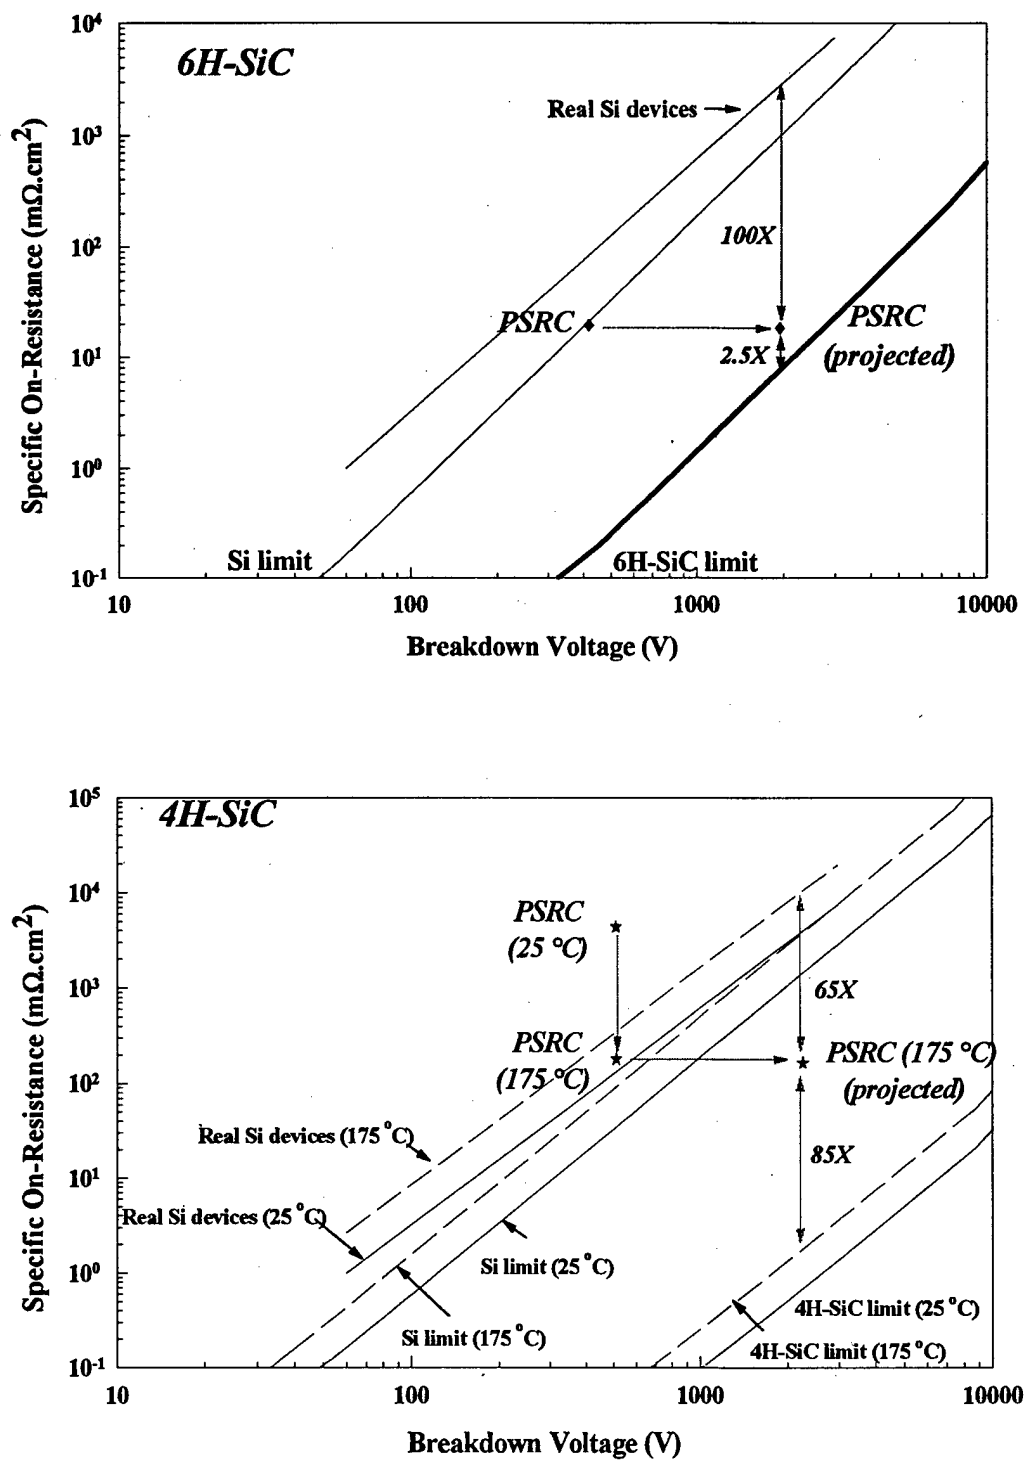 10⁴
6H-SiC
Real Si devices
10³
10²
100X
PSRC
PSRC
(projected)
10¹
2.5X
10⁰
Si limit
6H-SiC limit
10⁻¹
10
100
1000
10000
Specific On-Resistance (mΩ.cm²)
Breakdown Voltage (V)
10⁵
4H-SiC
10⁴
PSRC
(25 °C)
10³
65X
PSRC
(175 °C)
PSRC (175 °C)
(projected)
10²
Real Si devices (175 °C)
85X
10¹
Real Si devices (25 °C)
Si limit (25 °C)
10⁰
4H-SiC limit (25 °C)
Si limit (175 °C)
4H-SiC limit (175 °C)
10⁻¹
10
100
1000
10000
Specific On-Resistance (mΩ.cm²)
Breakdown Voltage (V)